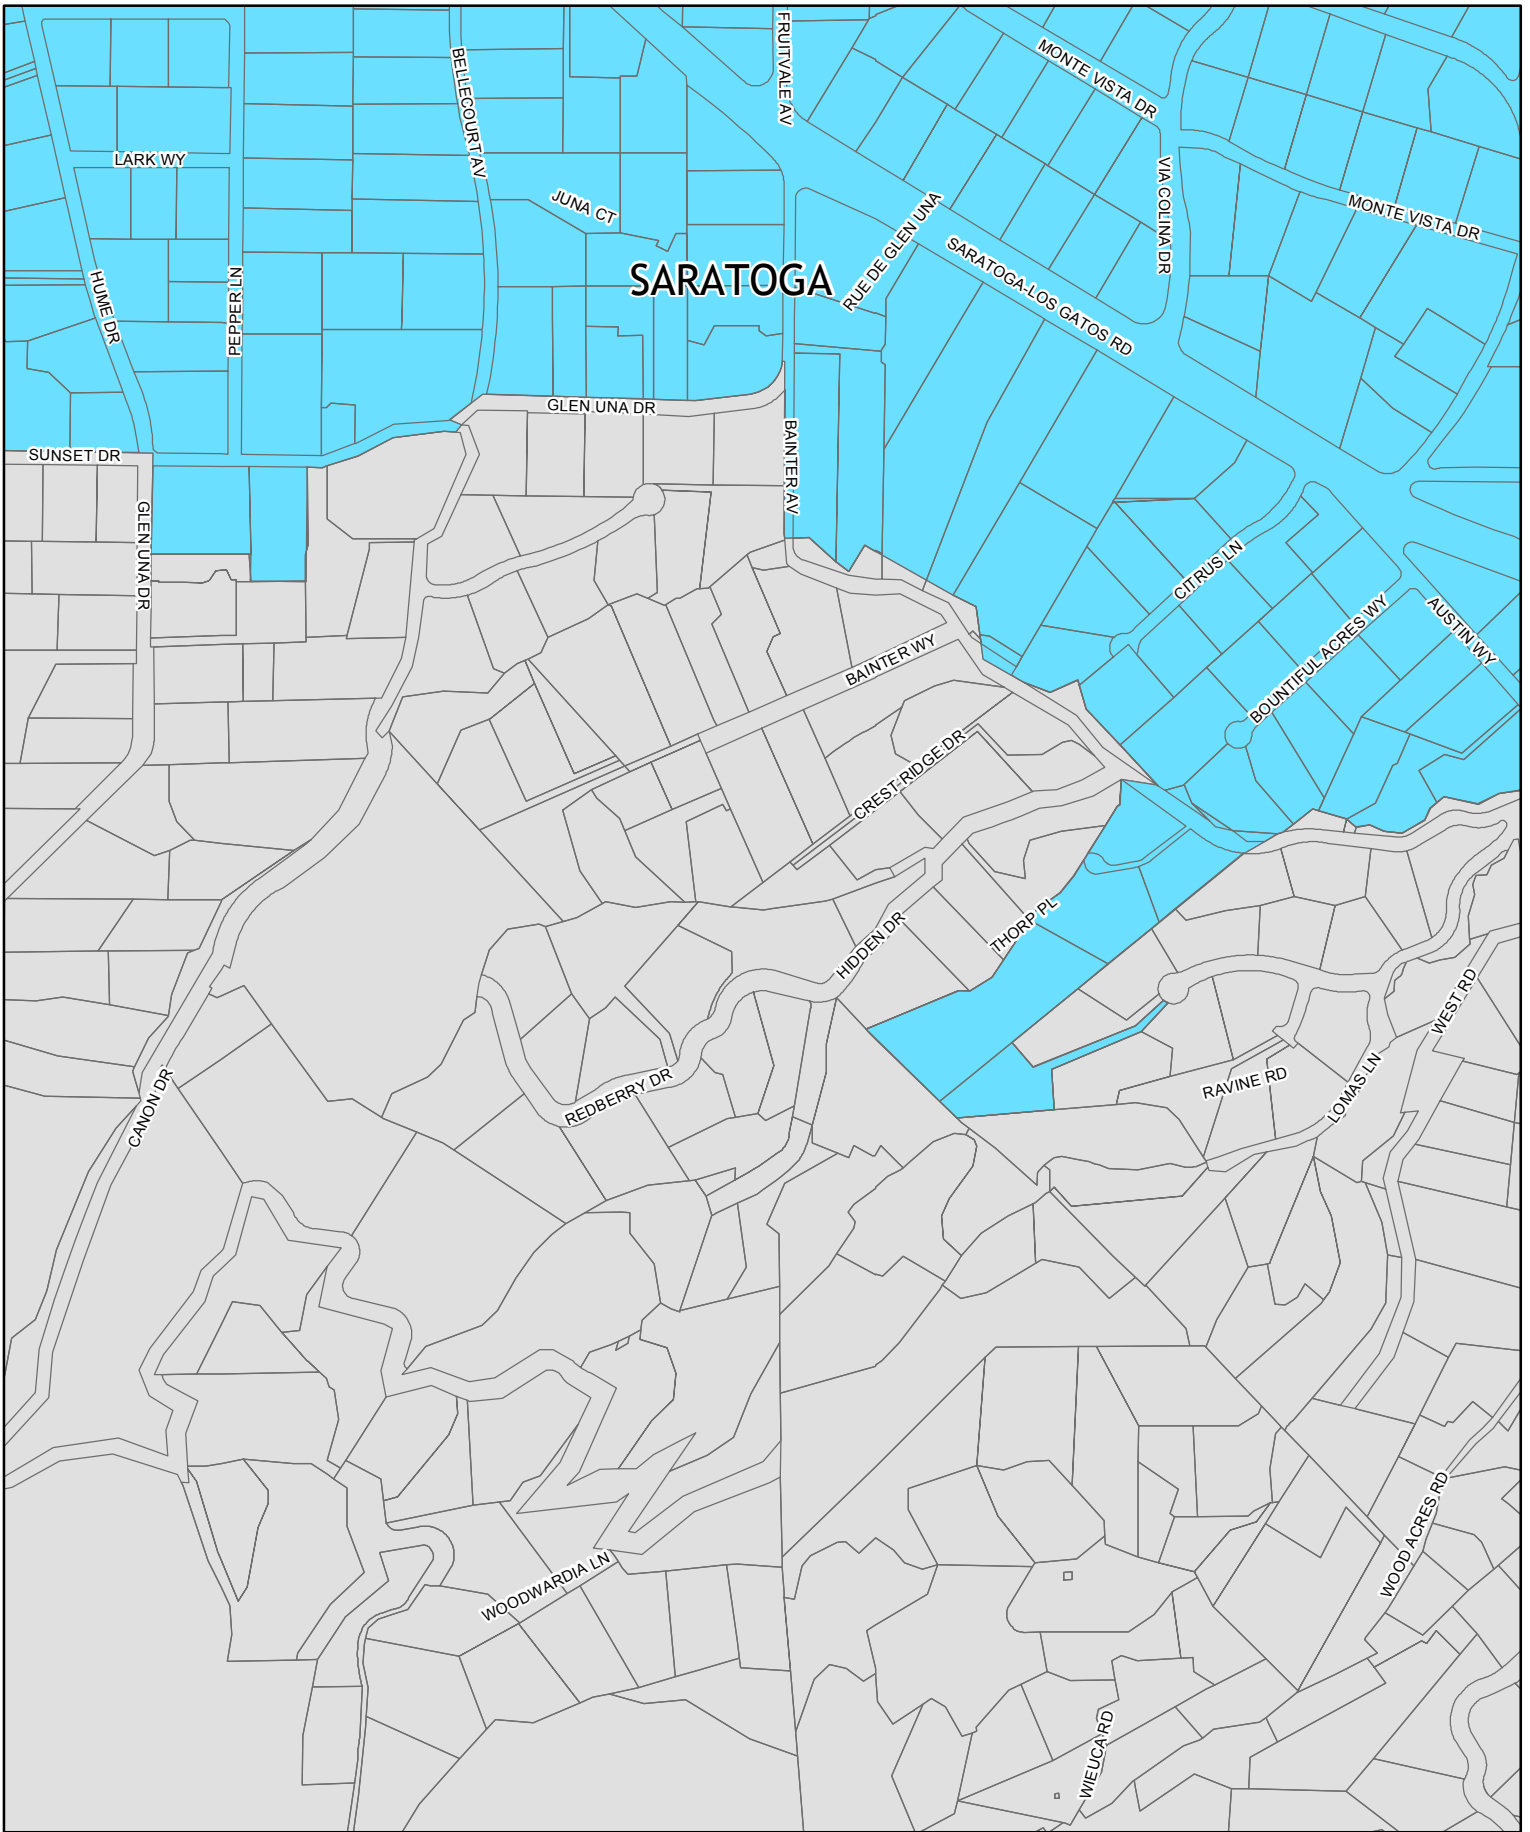 FRUITVALE AV
MONTE VISTA DR
BELLECOURT AV
LARK WY
VIA COLINA DR
JUNA CT
MONTE VISTA DR
RUE DE GLEN UNA
SARATOGA
SARATOGA-LOS GATOS RD
HUME DR
PEPPER LN
GLEN UNA DR
SUNSET DR
BAINTER AV
GLEN UNA DR
CITRUS LN
BOUNTIFUL ACRES WY
AUSTIN WY
BAINTER WY
CREST-RIDGE DR
HIDDEN DR
THORP PL
WEST RD
CANON DR
REDBERRY DR
RAVINE RD
LOMAS LN
WOODWARDIA LN
WOOD ACRES RD
WIEUCA RD